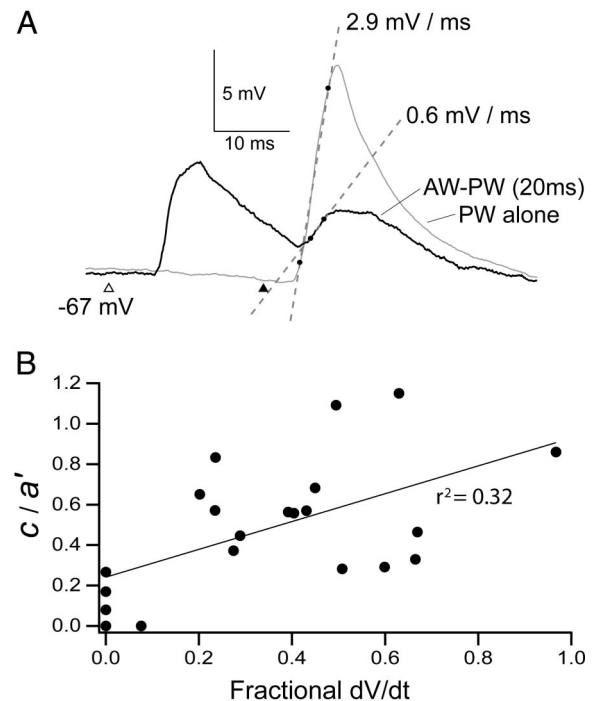 A
2.9 mV / ms
5 mV
10 ms
0.6 mV / ms
AW-PW (20ms)
PW alone
-67 mV
B
1.2
1.0
0.8
0.6
0.4
0.2
0.0
c / a'
r²= 0.32
0.0 0.2 0.4 0.6 0.8 1.0
Fractional dV/dt